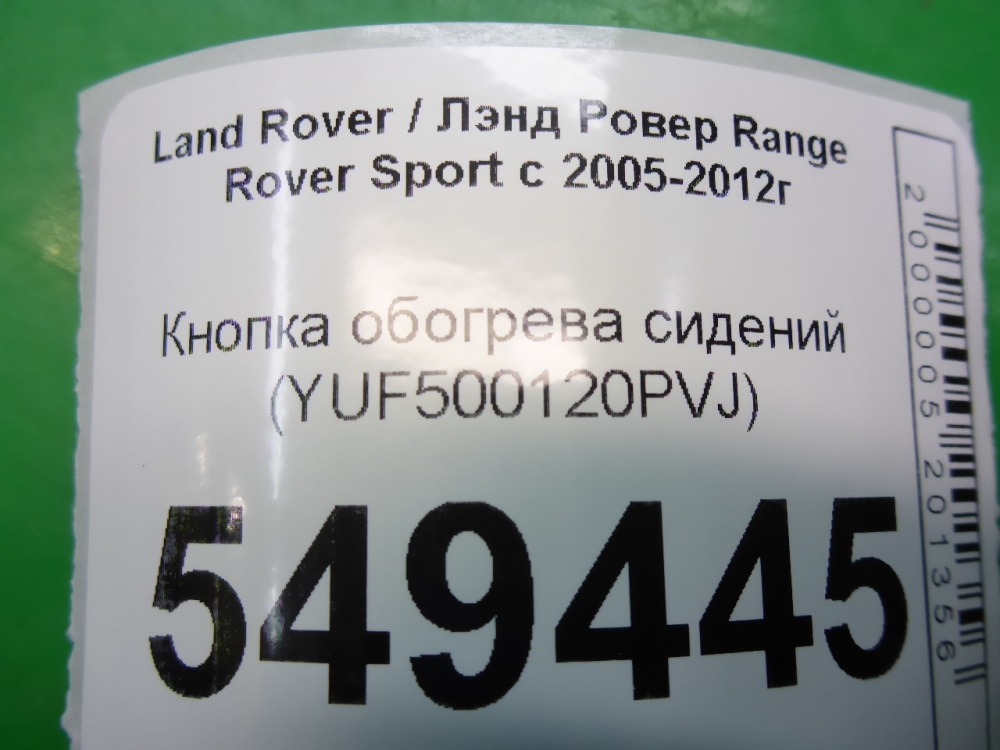 Land Rover / Лэнд Ровер Range
Rover Sport с 2005-2012г
Кнопка обогрева сидений
(YUF500120PVJ)
549445
2000005201356